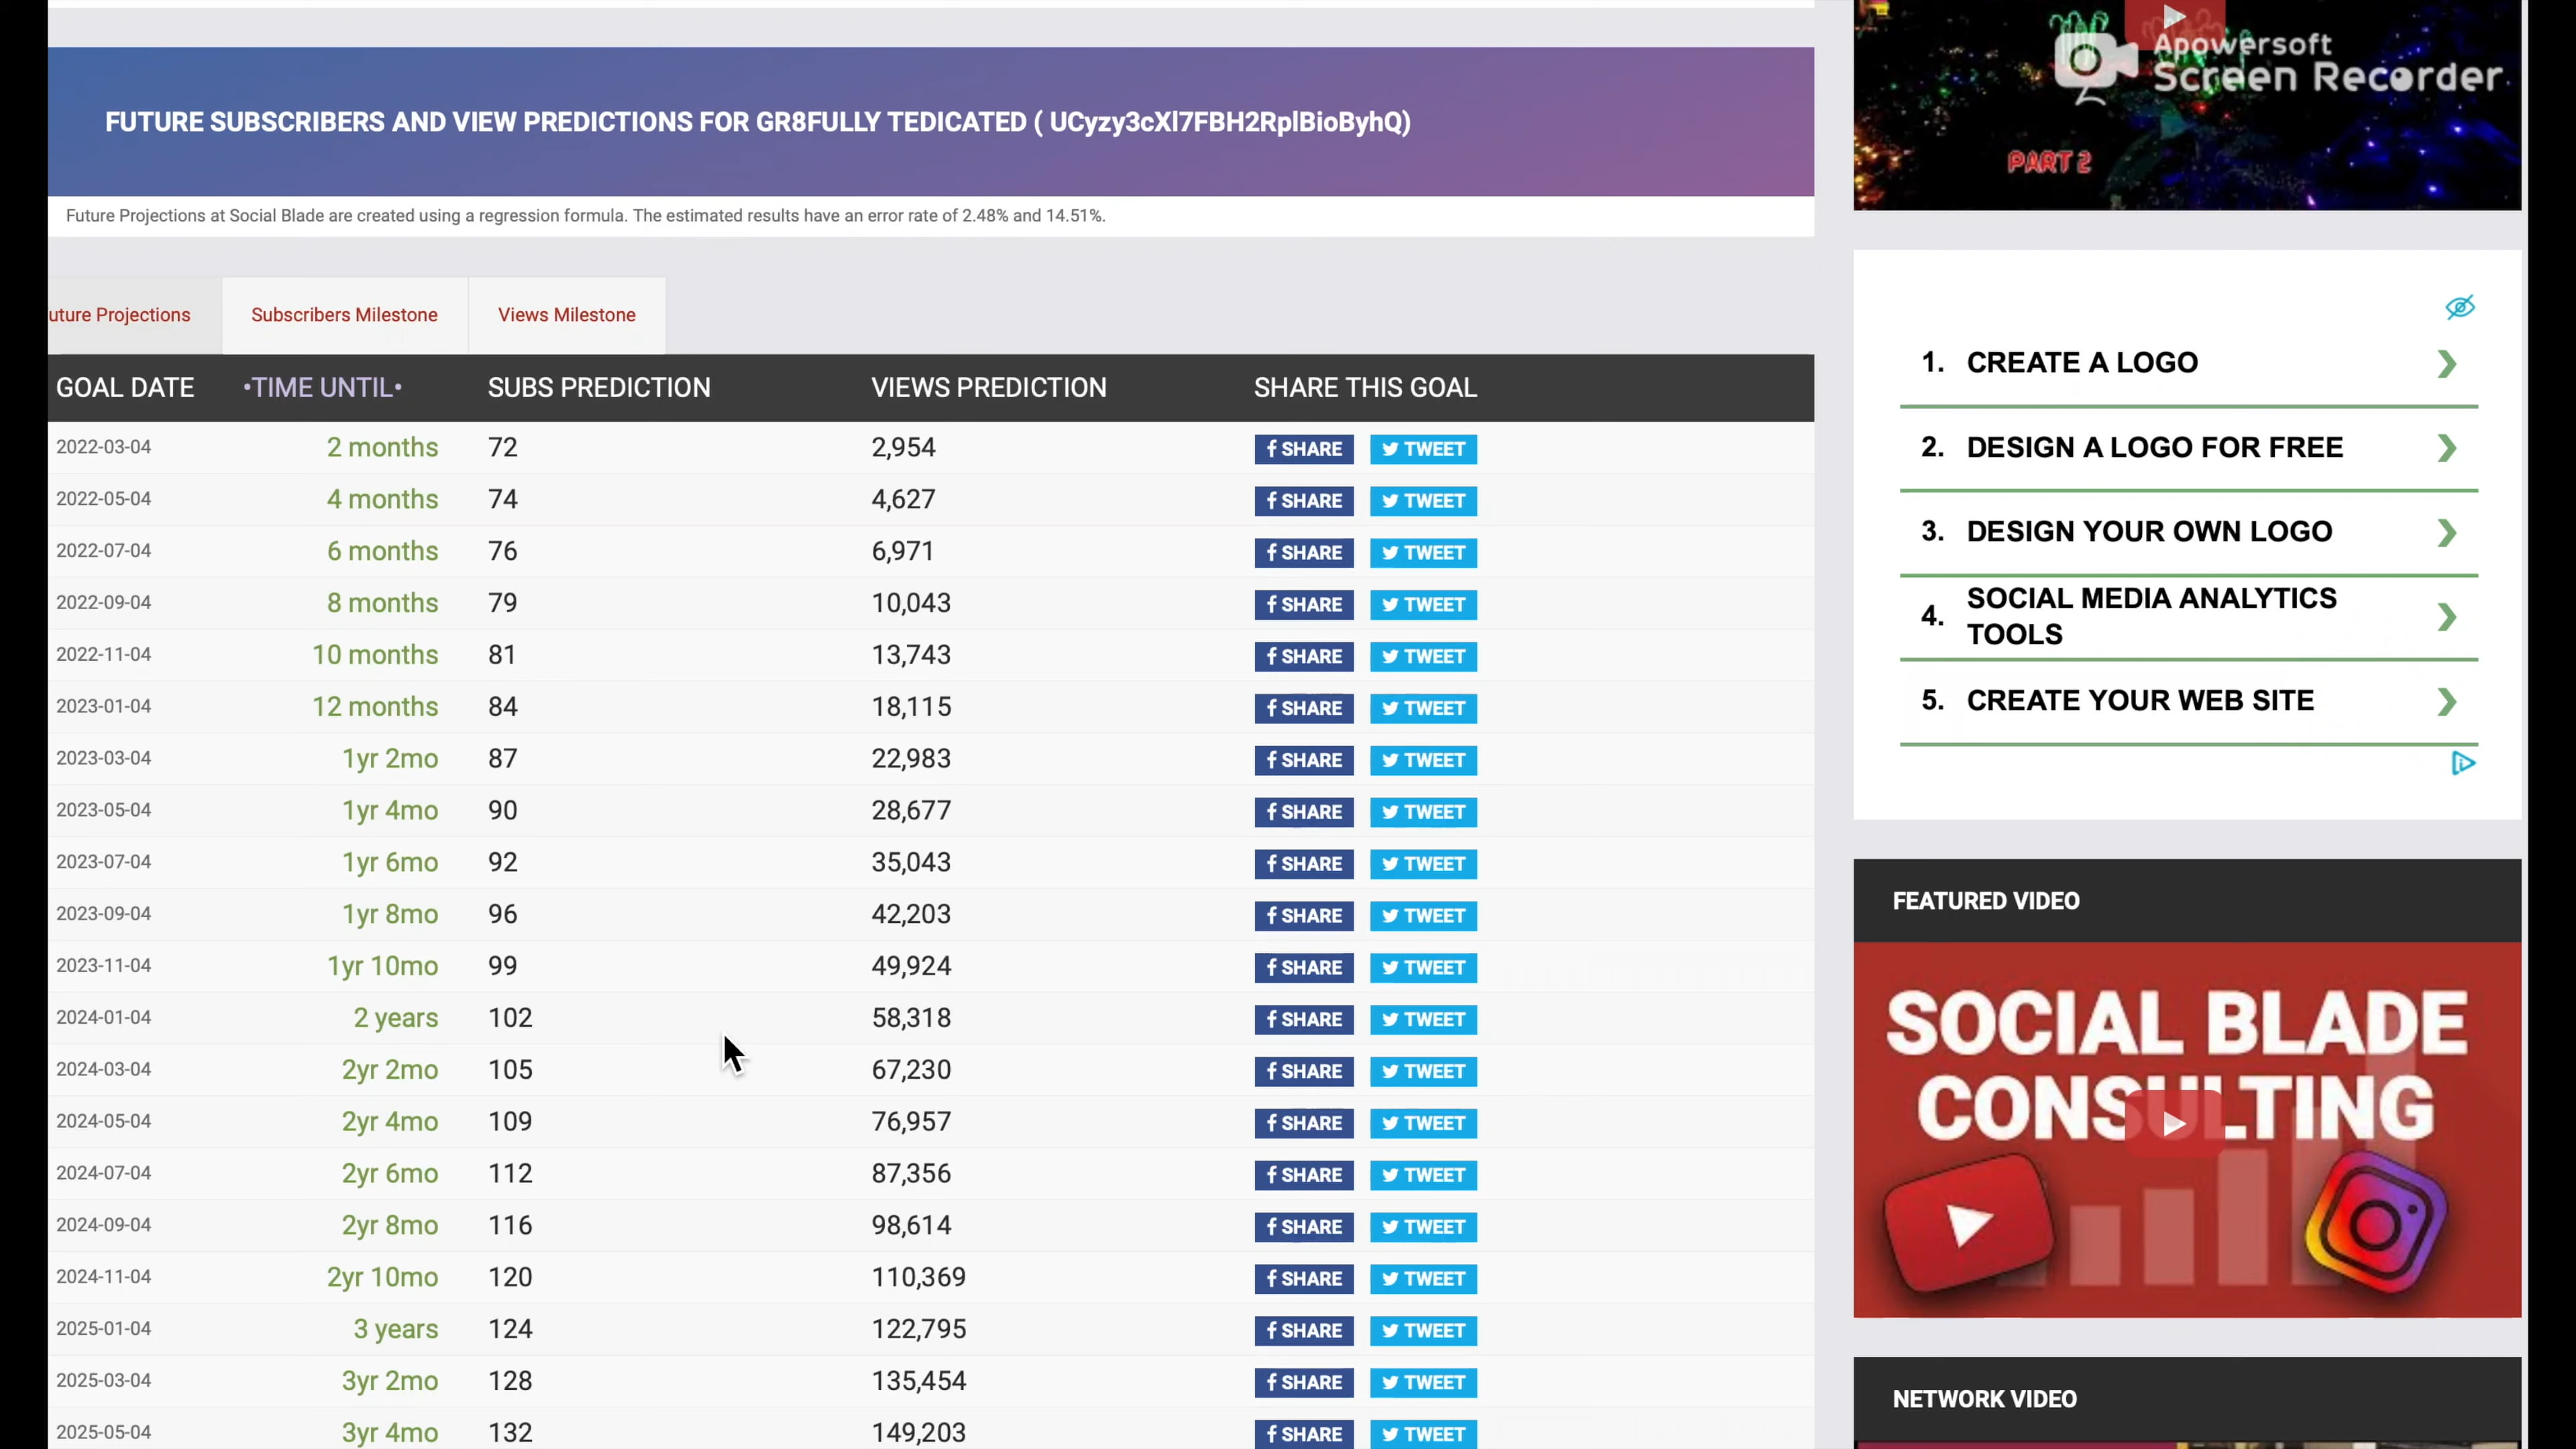 FUTURE SUBSCRIBERS AND VIEW PREDICTIONS FOR GR8FULLY TEDICATED ( UCyzy3cXl7FBH2RplBioByhQ)
Future Projections at Social Blade are created using a regression formula. The estimated results have an error rate of 2.48% and 14.51%.
uture Projections Subscribers Milestone Views Milestone
GOAL DATE •TIME UNTIL• SUBS PREDICTION VIEWS PREDICTION SHARE THIS GOAL
2022-03-04 2 months 72 2,954 SHARE TWEET
2022-05-04 4 months 74 4,627 SHARE TWEET
2022-07-04 6 months 76 6,971 SHARE TWEET
2022-09-04 8 months 79 10,043 SHARE TWEET
2022-11-04 10 months 81 13,743 SHARE TWEET
2023-01-04 12 months 84 18,115 SHARE TWEET
2023-03-04 1yr 2mo 87 22,983 SHARE TWEET
2023-05-04 1yr 4mo 90 28,677 SHARE TWEET
2023-07-04 1yr 6mo 92 35,043 SHARE TWEET
2023-09-04 1yr 8mo 96 42,203 SHARE TWEET
2023-11-04 1yr 10mo 99 49,924 SHARE TWEET
2024-01-04 2 years 102 58,318 SHARE TWEET
2024-03-04 2yr 2mo 105 67,230 SHARE TWEET
2024-05-04 2yr 4mo 109 76,957 SHARE TWEET
2024-07-04 2yr 6mo 112 87,356 SHARE TWEET
2024-09-04 2yr 8mo 116 98,614 SHARE TWEET
2024-11-04 2yr 10mo 120 110,369 SHARE TWEET
2025-01-04 3 years 124 122,795 SHARE TWEET
2025-03-04 3yr 2mo 128 135,454 SHARE TWEET
2025-05-04 3yr 4mo 132 149,203 SHARE TWEET
Apowersoft
Screen Recorder
PART 2
1. CREATE A LOGO
2. DESIGN A LOGO FOR FREE
3. DESIGN YOUR OWN LOGO
4. SOCIAL MEDIA ANALYTICS
TOOLS
5. CREATE YOUR WEB SITE
FEATURED VIDEO
SOCIAL BLADE
CONSULTING
NETWORK VIDEO